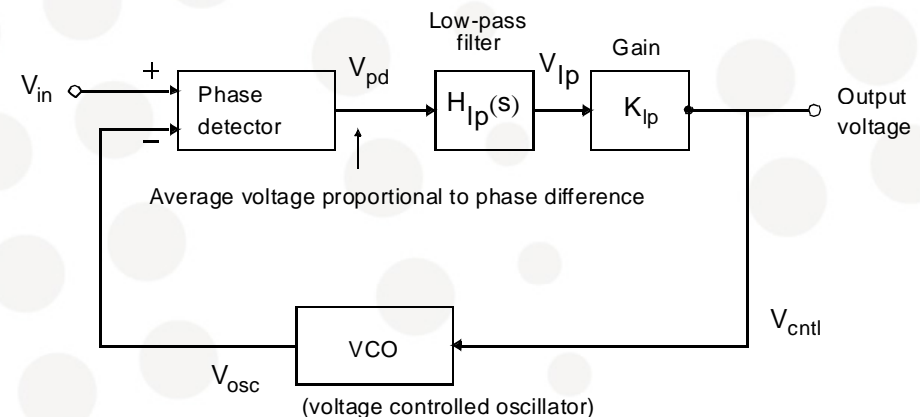 Low-pass
filter
Gain
V_in
+
−
Phase
detector
V_pd
H_lp(s)
V_lp
K_lp
Output
voltage
Average voltage proportional to phase difference
VCO
V_osc
V_cntl
(voltage controlled oscillator)